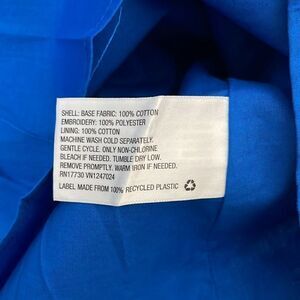 SHELL: BASE FABRIC: 100% COTTON
EMBROIDERY: 100% POLYESTER
LINING: 100% COTTON
MACHINE WASH COLD SEPARATELY.
GENTLE CYCLE. ONLY NON-CHLORINE
BLEACH IF NEEDED. TUMBLE DRY LOW.
REMOVE PROMPTLY. WARM IRON IF NEEDED.
RN17730 VN1247024
LABEL MADE FROM 100% RECYCLED PLASTIC